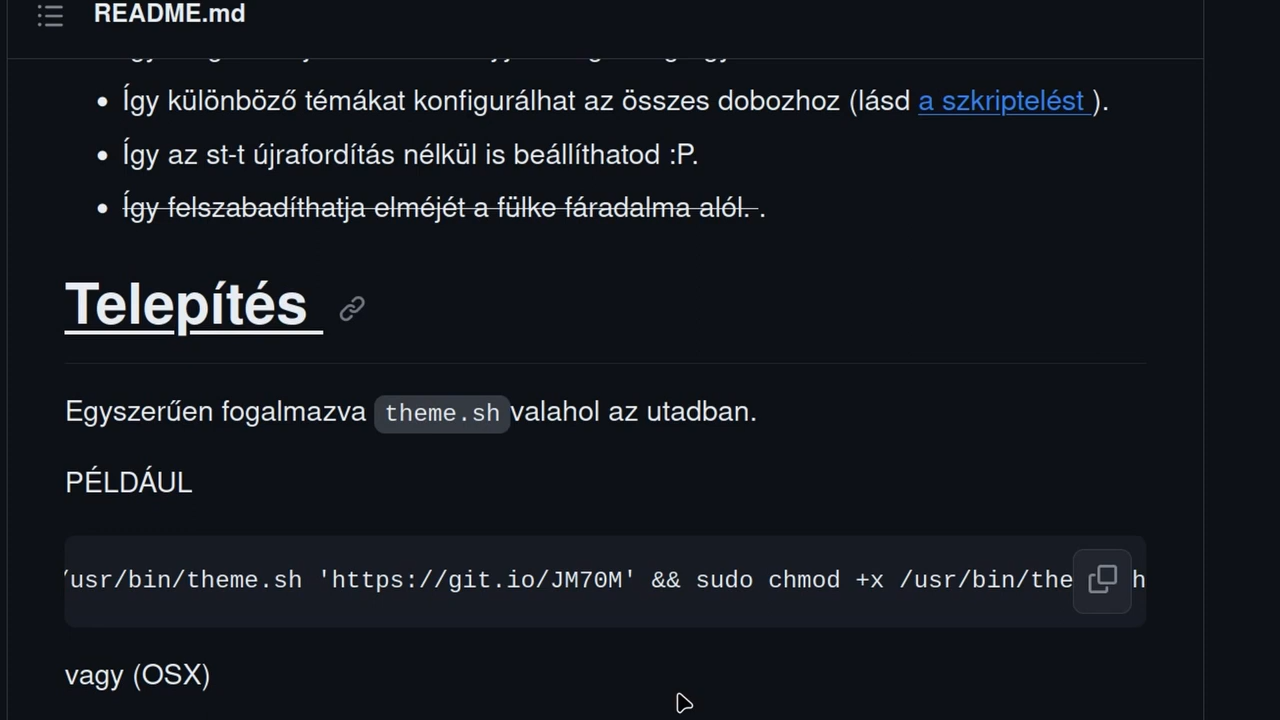 README.md
Így különböző témákat konfigurálhat az összes dobozhoz (lásd a szkriptelést ).
Így az st-t újrafordítás nélkül is beállíthatod :P.
Így felszabadíthatja elméjét a fülke fáradalma alól. .
Telepítés
Egyszerűen fogalmazva theme.sh valahol az utadban.
PÉLDÁUL
/usr/bin/theme.sh 'https://git.io/JM70M' && sudo chmod +x /usr/bin/the h
vagy (OSX)